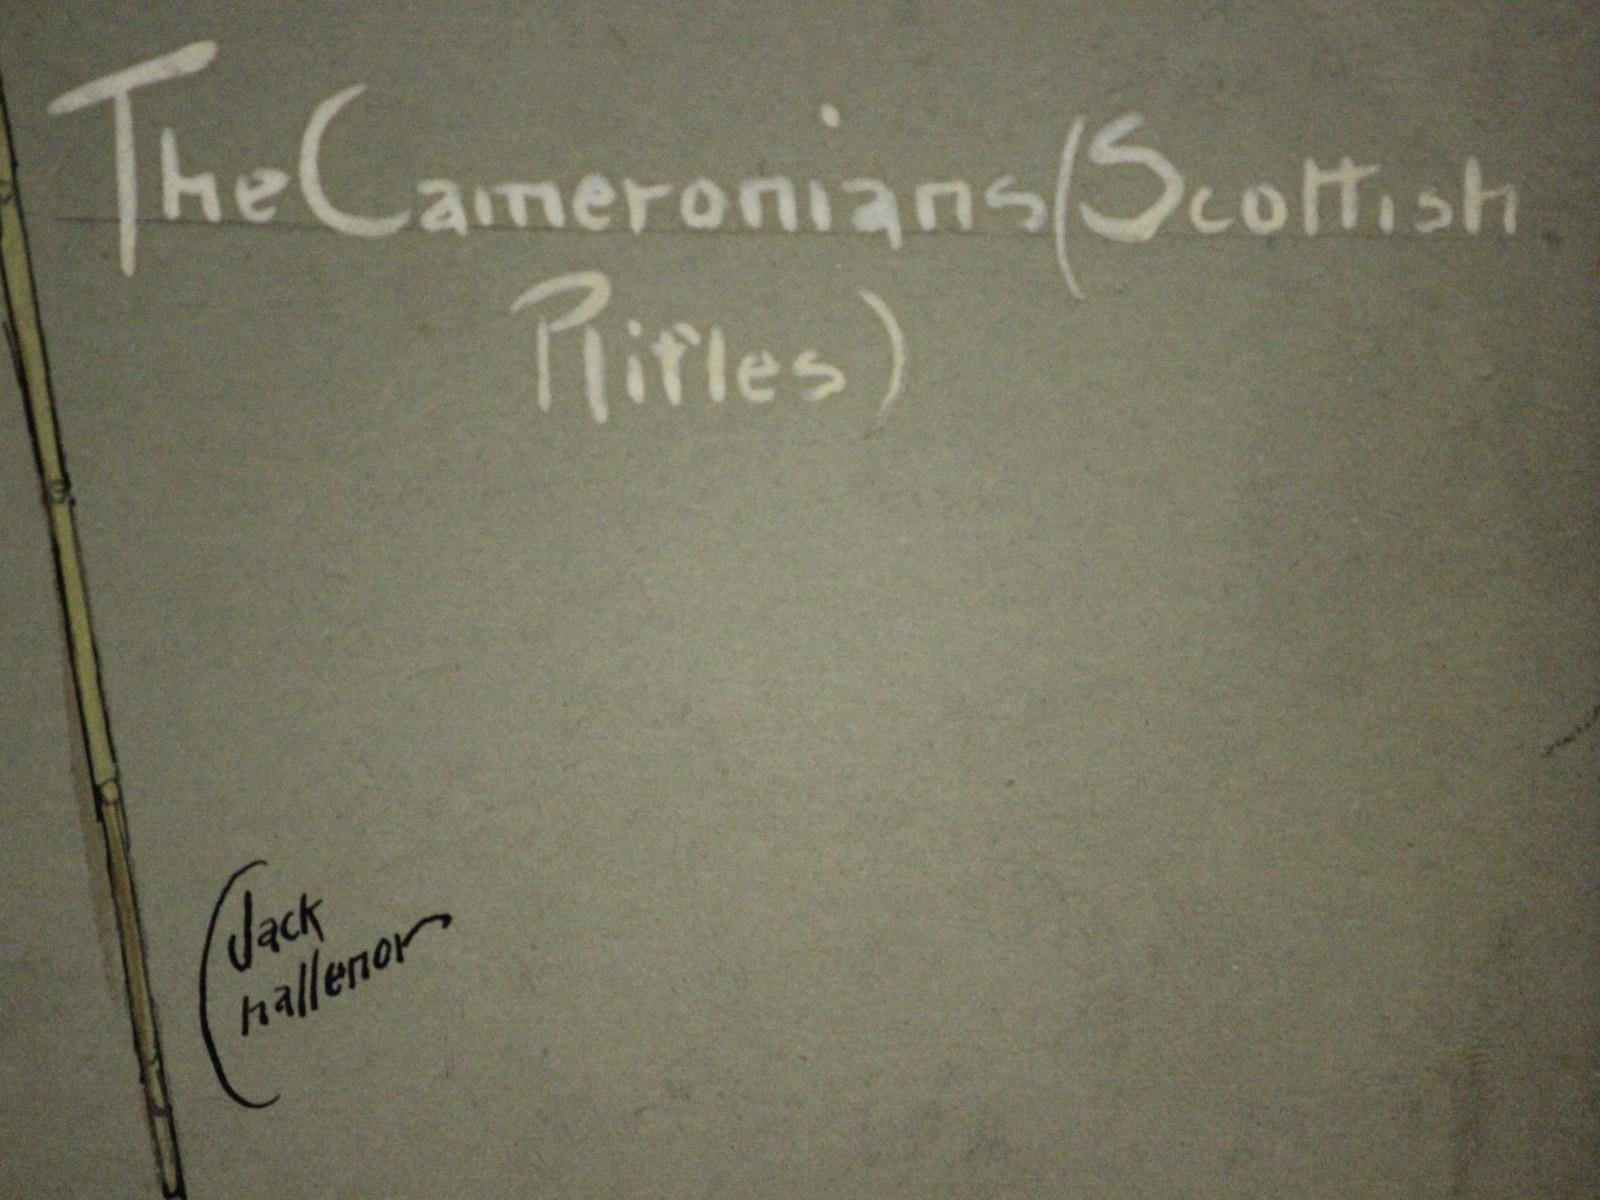 The Cameronians (Scottish
Rifles)
Jack
Challenor